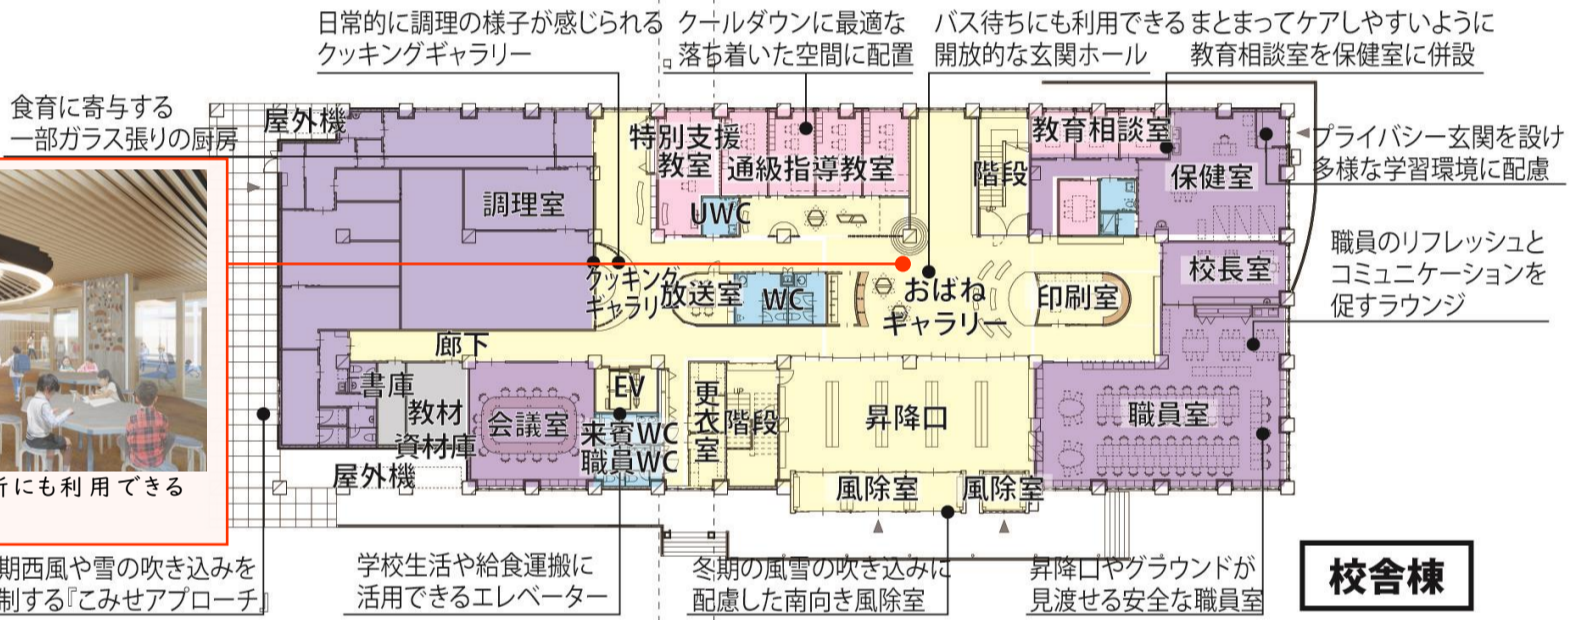 日常的に調理の様子が感じられる
クッキングギャラリー
クールダウンに最適な
落ち着いた空間に配置
バス待ちにも利用できる
開放的な玄関ホール
まとまってケアしやすいように
教育相談室を保健室に併設
食育に寄与する
一部ガラス張りの厨房
屋外機
特別支援
教室
通級指導教室
階段
教育相談室
保健室
プライバシー玄関を設け
多様な学習環境に配慮
調理室
UWC
職員のリフレッシュと
コミュニケーションを
促すラウンジ
クッキング
ギャラリー
放送室
WC
おばね
ギャラリー
印刷室
校長室
廊下
書庫
教材
資材庫
会議室
EV
来賓WC
職員WC
更衣室
階段
昇降口
職員室
屋外機
風除室
風除室
所にも利用できる
期西風や雪の吹き込みを
制する『こみせアプローチ』
学校生活や給食運搬に
活用できるエレベーター
冬期の風雪の吹き込みに
配慮した南向き風除室
昇降口やグラウンドが
見渡せる安全な職員室
校舎棟